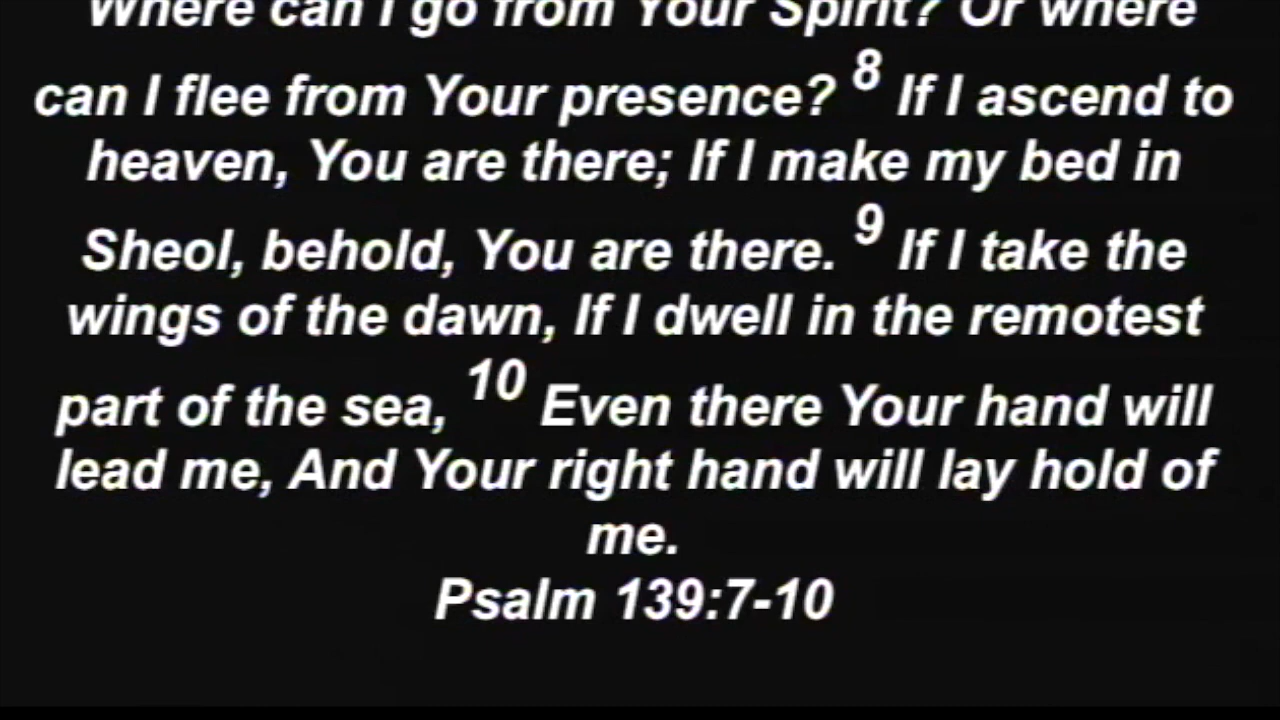 Where can I go from Your Spirit? Or where
can I flee from Your presence? 8 If I ascend to
heaven, You are there; If I make my bed in
Sheol, behold, You are there. 9 If I take the
wings of the dawn, If I dwell in the remotest
part of the sea, 10 Even there Your hand will
lead me, And Your right hand will lay hold of
me.
Psalm 139:7-10